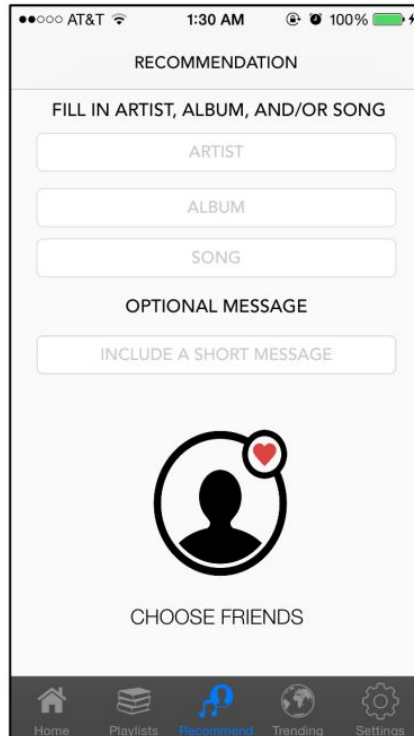 AT&T 1:30 AM 100%
RECOMMENDATION
FILL IN ARTIST, ALBUM, AND/OR SONG
ARTIST
ALBUM
SONG
OPTIONAL MESSAGE
INCLUDE A SHORT MESSAGE
CHOOSE FRIENDS
Home Playlists Recommend Trending Settings